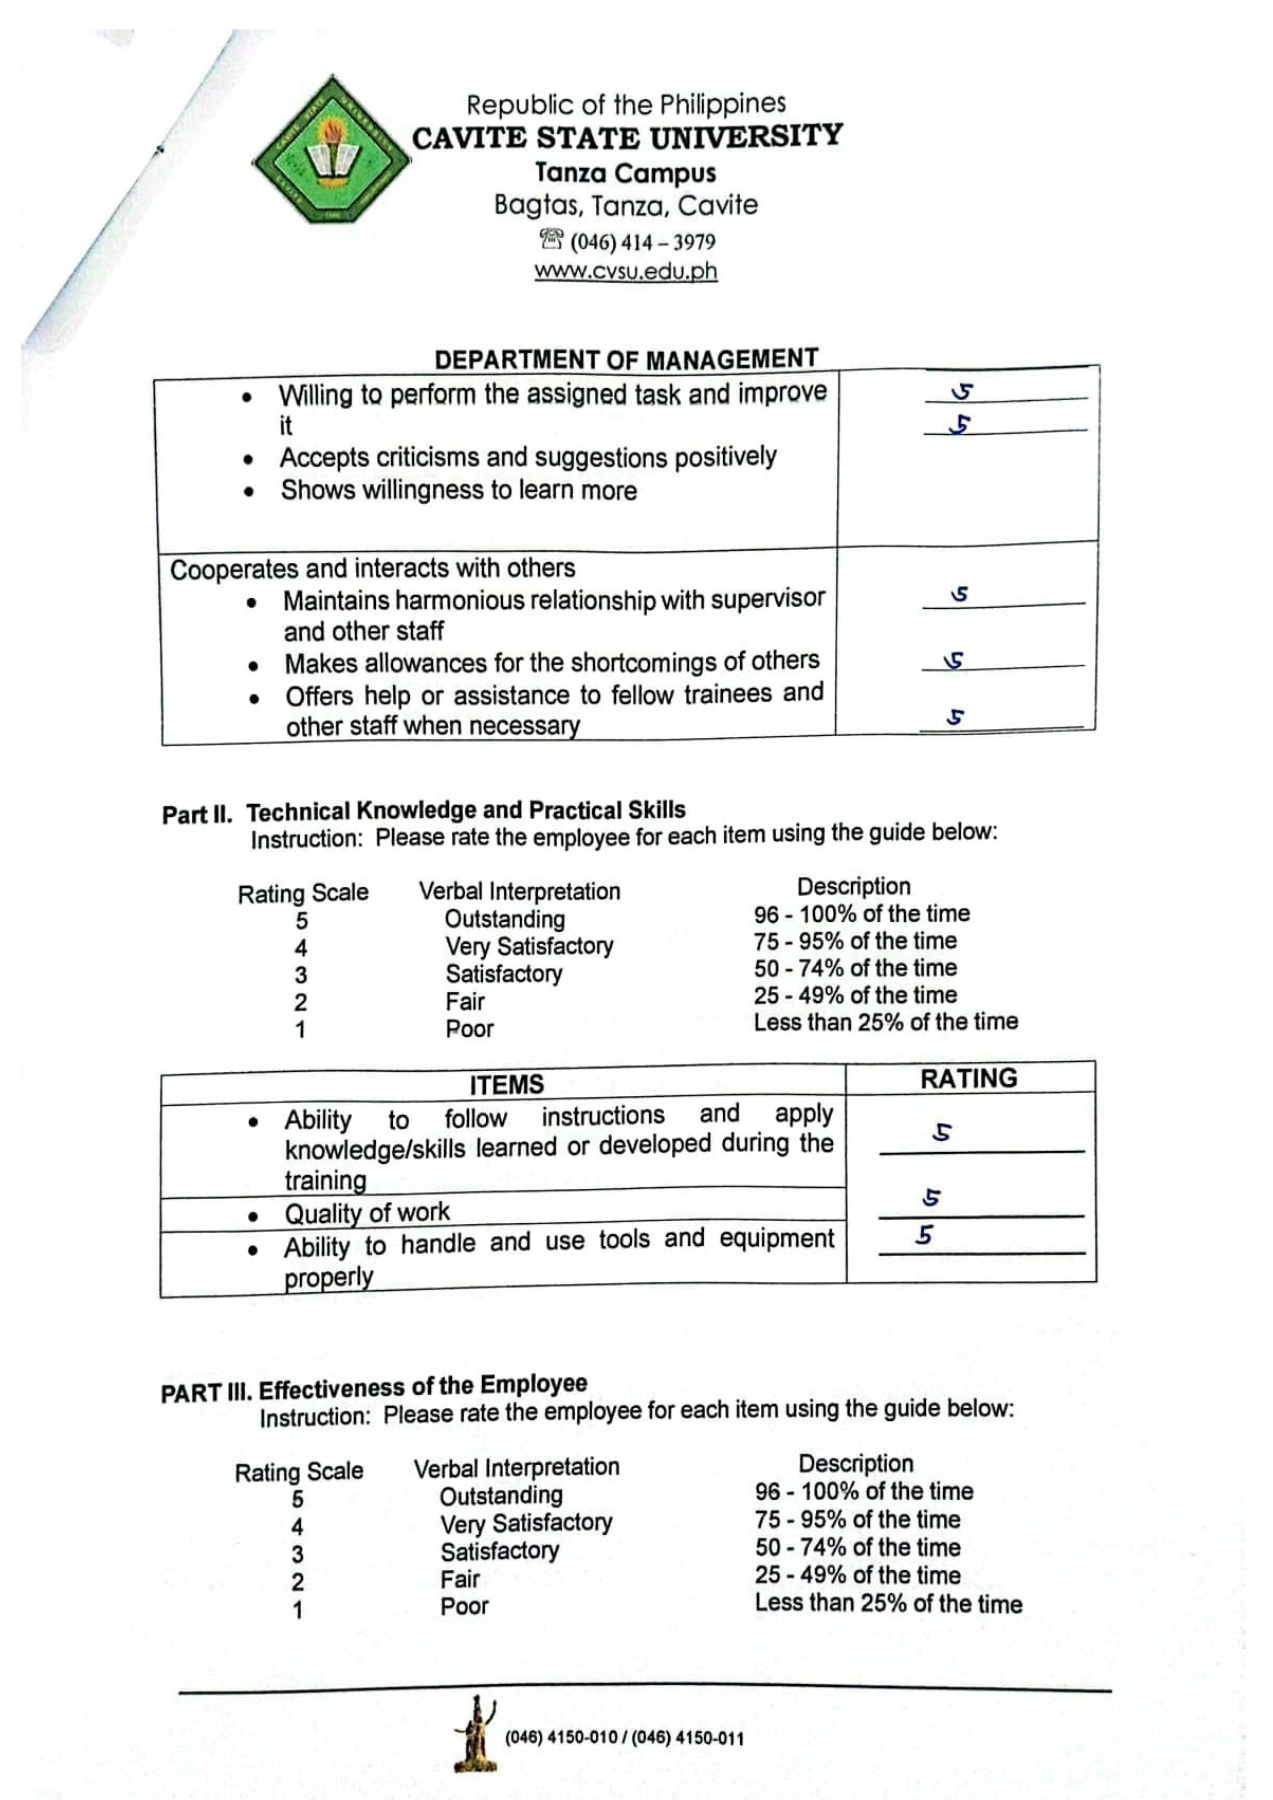 Republic of the Philippines
CAVITE STATE UNIVERSITY
Tanza Campus
Bagtas, Tanza, Cavite
☏ (046) 414 – 3979
www.cvsu.edu.ph
DEPARTMENT OF MANAGEMENT
• Willing to perform the assigned task and improve 5
it 5
• Accepts criticisms and suggestions positively
• Shows willingness to learn more
Cooperates and interacts with others
• Maintains harmonious relationship with supervisor 5
and other staff
• Makes allowances for the shortcomings of others 5
• Offers help or assistance to fellow trainees and
other staff when necessary 5
Part II. Technical Knowledge and Practical Skills
Instruction: Please rate the employee for each item using the guide below:
Rating Scale Verbal Interpretation Description
5 Outstanding 96 - 100% of the time
4 Very Satisfactory 75 - 95% of the time
3 Satisfactory 50 - 74% of the time
2 Fair 25 - 49% of the time
1 Poor Less than 25% of the time
ITEMS RATING
• Ability to follow instructions and apply 5
knowledge/skills learned or developed during the
training
• Quality of work 5
• Ability to handle and use tools and equipment 5
properly
PART III. Effectiveness of the Employee
Instruction: Please rate the employee for each item using the guide below:
Rating Scale Verbal Interpretation Description
5 Outstanding 96 - 100% of the time
4 Very Satisfactory 75 - 95% of the time
3 Satisfactory 50 - 74% of the time
2 Fair 25 - 49% of the time
1 Poor Less than 25% of the time
(046) 4150-010 / (046) 4150-011